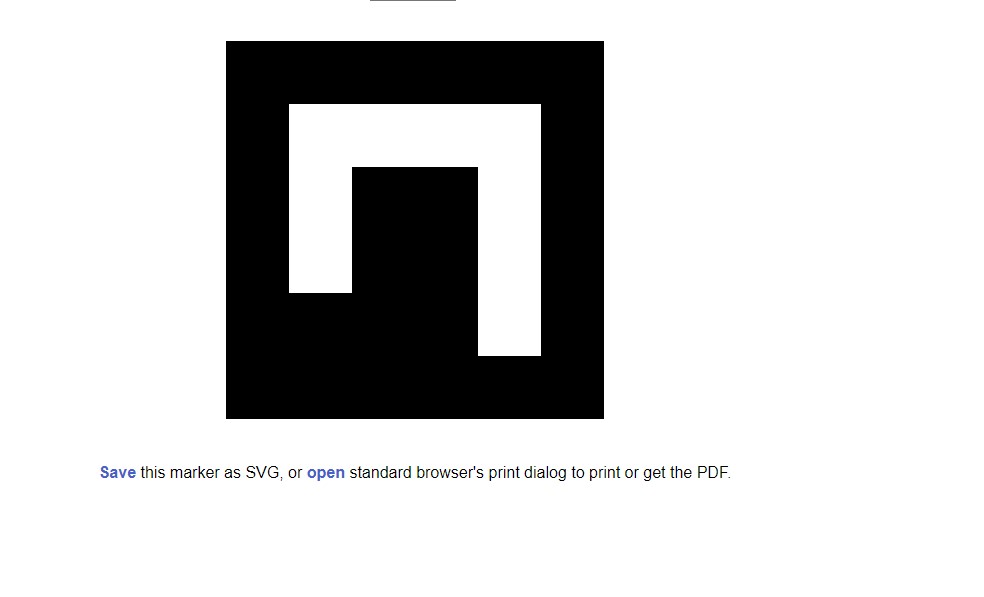 Save this marker as SVG, or open standard browser's print dialog to print or get the PDF.